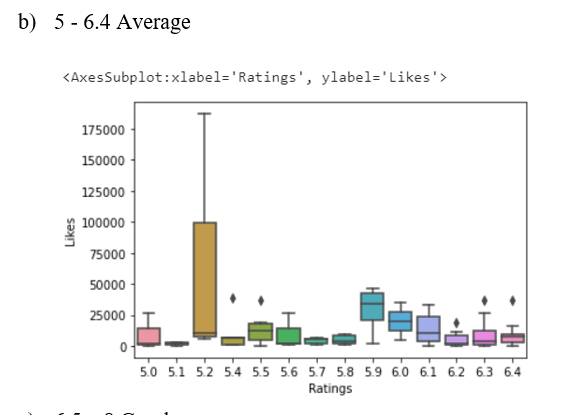 b) 5 - 6.4 Average
<AxesSubplot:xlabel='Ratings', ylabel='Likes'>
175000
150000
125000
100000
75000
50000
25000
0
Likes
5.0 5.1 5.2 5.4 5.5 5.6 5.7 5.8 5.9 6.0 6.1 6.2 6.3 6.4
Ratings